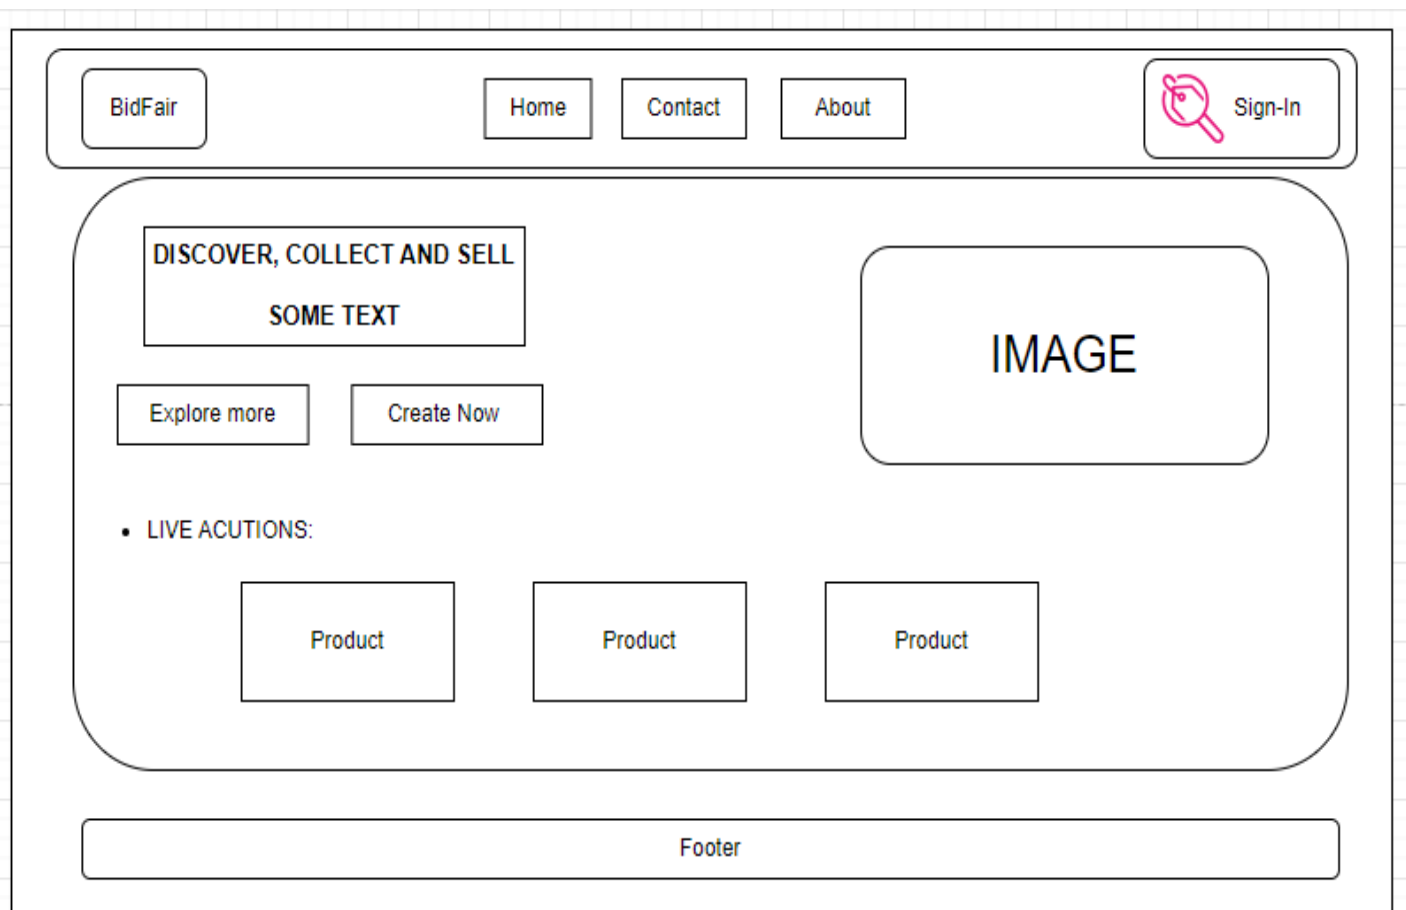 BidFair
Home
Contact
About
Sign-In
DISCOVER, COLLECT AND SELL
SOME TEXT
IMAGE
Explore more
Create Now
• LIVE ACUTIONS:
Product
Product
Product
Footer